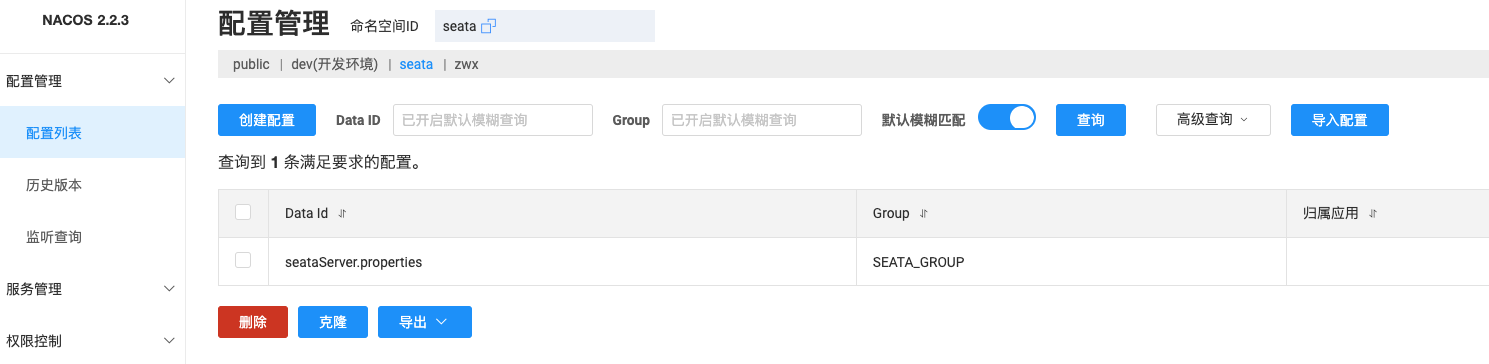 NACOS 2.2.3
配置管理
配置列表
历史版本
监听查询
服务管理
权限控制
配置管理 命名空间ID seata
public | dev(开发环境) | seata | zwx
创建配置 Data ID 已开启默认模糊查询 Group 已开启默认模糊查询 默认模糊匹配 查询 高级查询 导入配置
查询到 1 条满足要求的配置。
Data Id Group 归属应用
seataServer.properties SEATA_GROUP
删除 克隆 导出